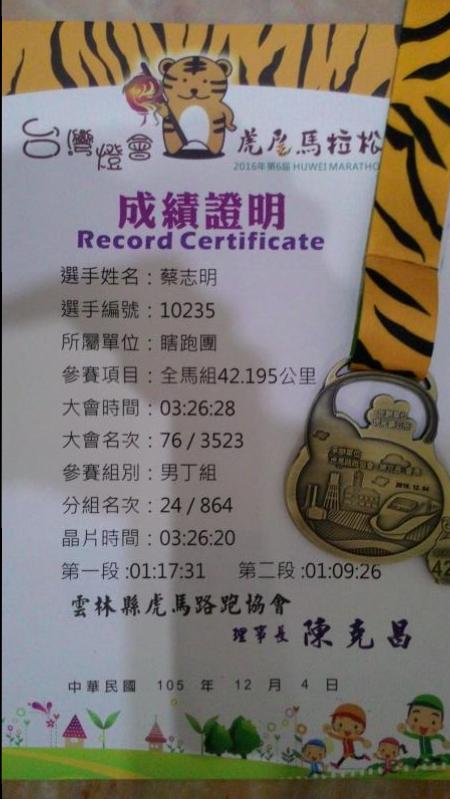 台灣燈會 虎尾馬拉松
2016年第6屆 HUWEI MARATHO
成績證明
Record Certificate
選手姓名：蔡志明
選手編號：10235
所屬單位：瞎跑團
參賽項目：全馬組42.195公里
大會時間：03:26:28
大會名次：76 / 3523
參賽組別：男丁組
分組名次：24 / 864
晶片時間：03:26:20
第一段 :01:17:31 第二段 :01:09:26
雲林縣虎馬路跑協會
理事長 陳克昌
中華民國 105 年 12 月 4 日
2016.12.04
42